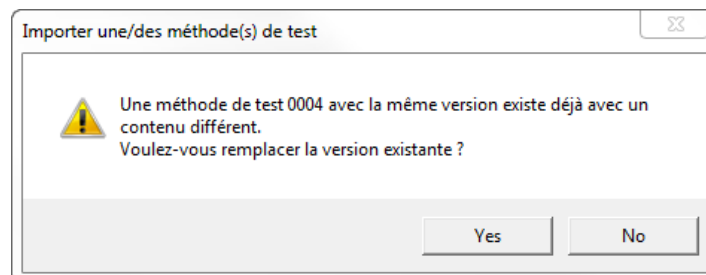 Importer une/des méthode(s) de test
Une méthode de test 0004 avec la même version existe déjà avec un
contenu différent.
Voulez-vous remplacer la version existante ?
Yes
No